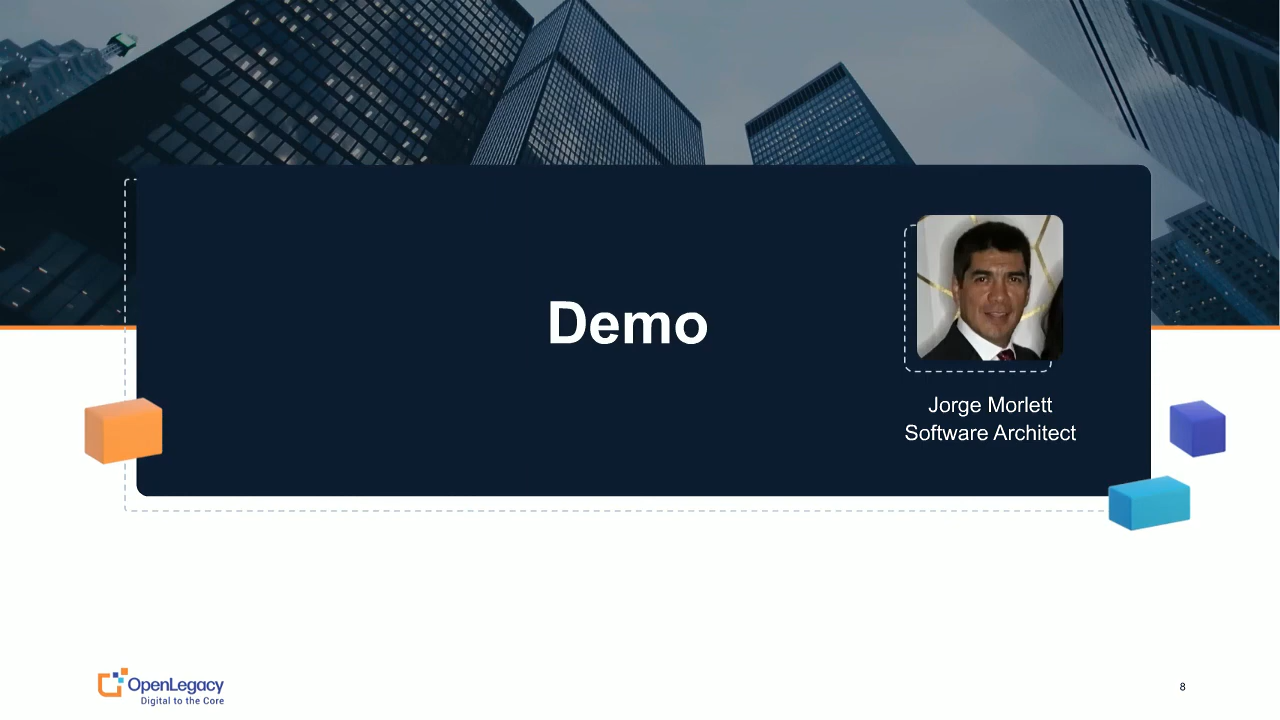 Demo
Jorge Morlett
Software Architect
OpenLegacy
Digital to the Core
8